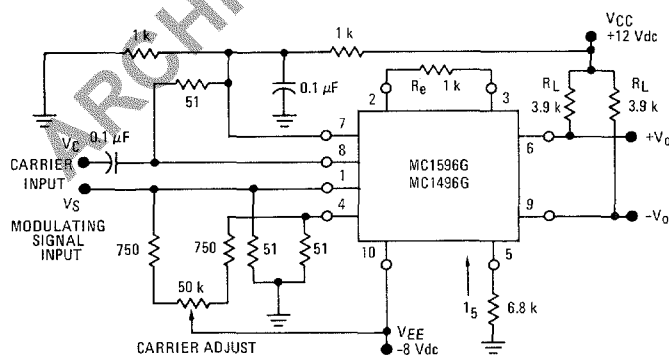 ARCHI
1 k
1 k
VCC
+12 Vdc
51
0.1 μF
2
Re
1 k
3
RL
3.9 k
RL
3.9 k
0.1 μF
VC
CARRIER
INPUT
VS
MODULATING
SIGNAL
INPUT
7
8
1
4
MC1596G
MC1496G
6
+Vo
9
-Vo
750
750
51
51
10
5
50 k
I5
6.8 k
CARRIER ADJUST
VEE
-8 Vdc